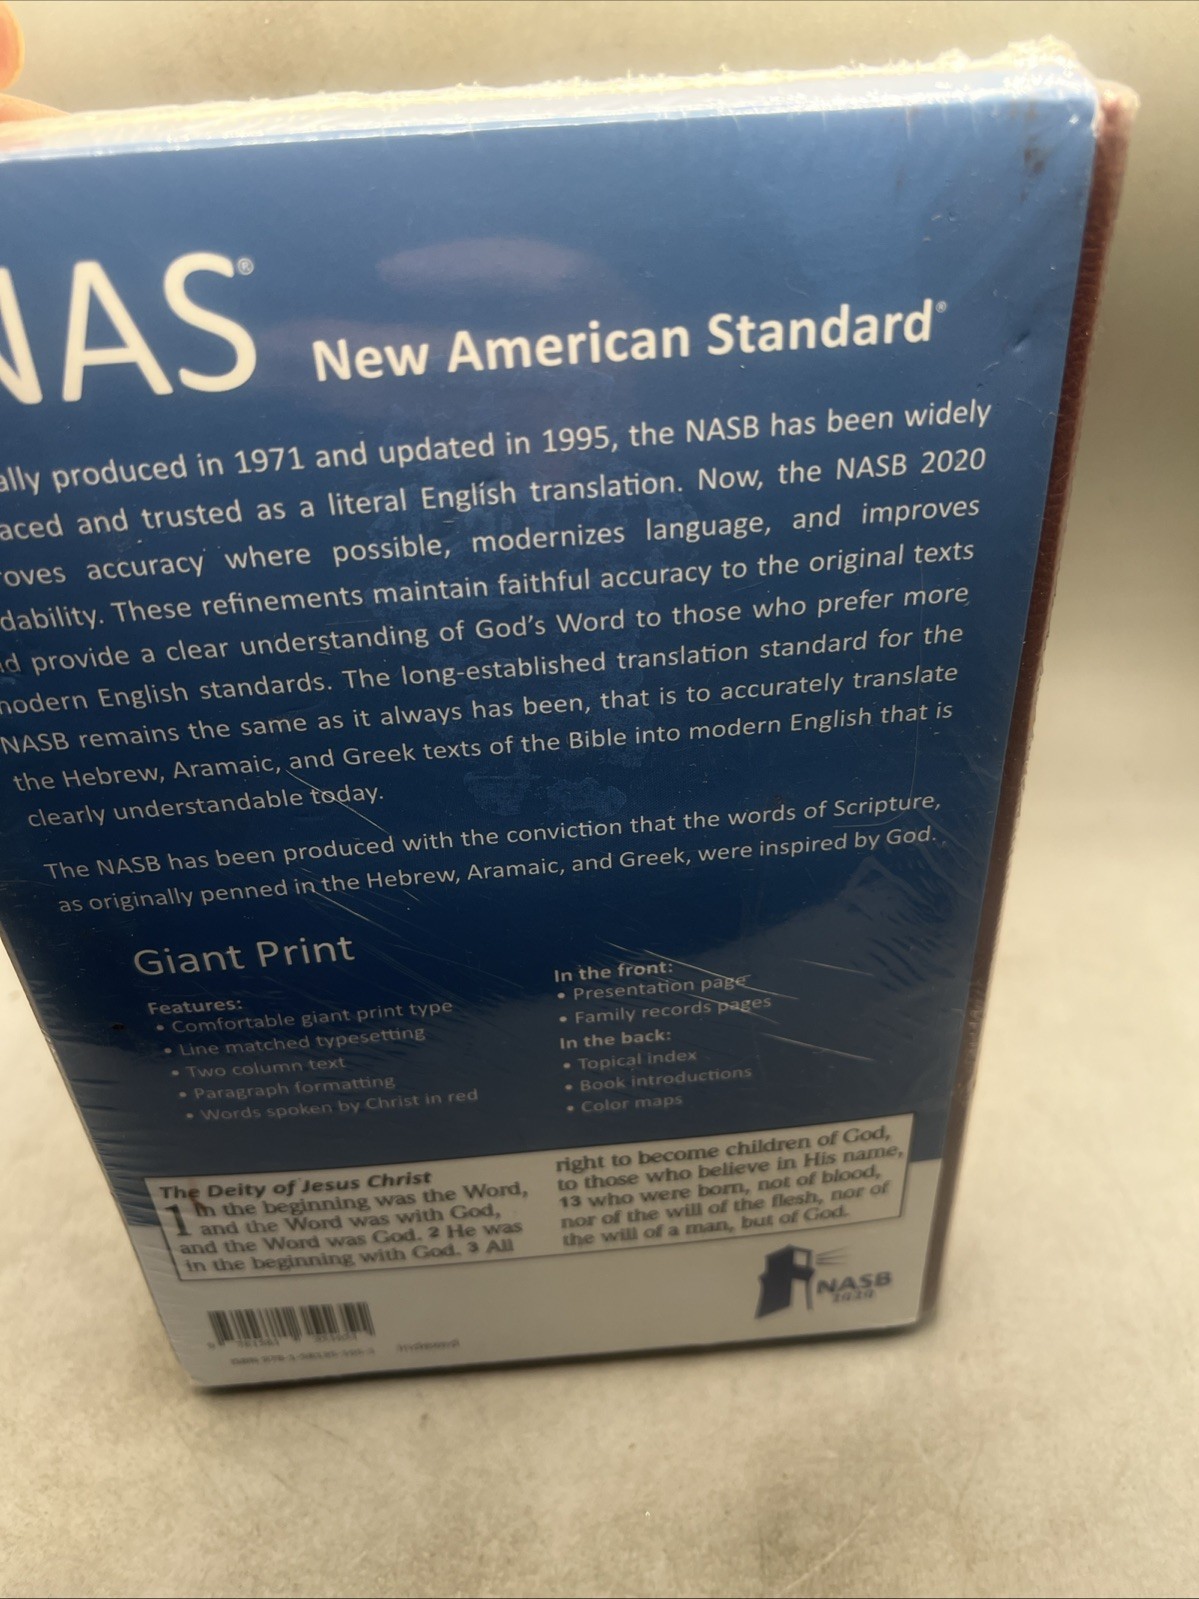 NAS®
New American Standard®
ally produced in 1971 and updated in 1995, the NASB has been widely
aced and trusted as a literal English translation. Now, the NASB 2020
roves accuracy where possible, modernizes language, and improves
dability. These refinements maintain faithful accuracy to the original texts
nd provide a clear understanding of God's Word to those who prefer more
modern English standards. The long-established translation standard for the
NASB remains the same as it always has been, that is to accurately translate
the Hebrew, Aramaic, and Greek texts of the Bible into modern English that is
clearly understandable today.
The NASB has been produced with the conviction that the words of Scripture,
as originally penned in the Hebrew, Aramaic, and Greek, were inspired by God.
Giant Print
Features:
• Comfortable giant print type
• Line matched typesetting
• Two column text
• Paragraph formatting
• Words spoken by Christ in red
In the front:
• Presentation page
• Family records pages
In the back:
• Topical index
• Book introductions
• Color maps
The Deity of Jesus Christ
1 In the beginning was the Word,
and the Word was with God,
and the Word was God. 2 He was
in the beginning with God. 3 All
right to become children of God,
to those who believe in His name,
13 who were born, not of blood,
nor of the will of the flesh, nor of
the will of a man, but of God.
NASB
2020
ISBN